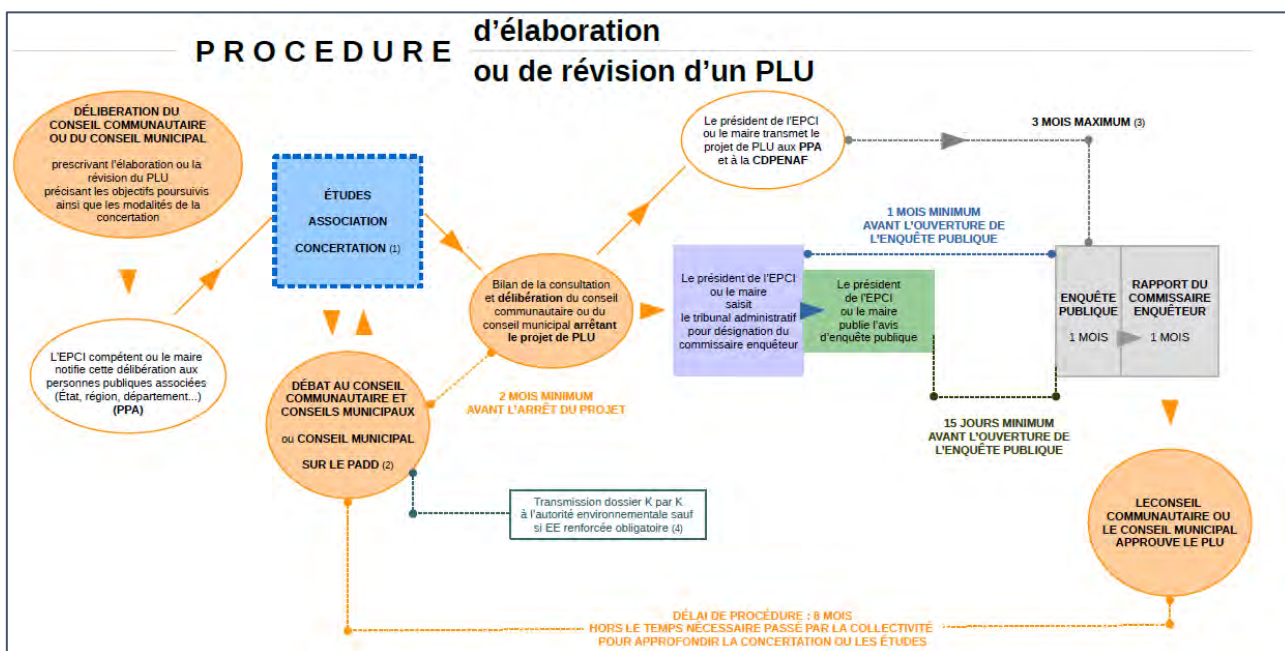 PROCEDURE
d'élaboration
ou de révision d'un PLU
DÉLIBERATION DU
CONSEIL COMMUNAUTAIRE
OU DU CONSEIL MUNICIPAL
prescrivant l'élaboration ou la
révision du PLU
précisant les objectifs poursuivis
ainsi que les modalités de la
concertation
L'EPCI compétent ou le maire
notifie cette délibération aux
personnes publiques associées
(État, région, département...)
(PPA)
ÉTUDES
ASSOCIATION
CONCERTATION (1)
DÉBAT AU CONSEIL
COMMUNAUTAIRE ET
CONSEILS MUNICIPAUX
ou CONSEIL MUNICIPAL
SUR LE PADD (2)
Bilan de la consultation
et délibération du conseil
communautaire ou du
conseil municipal arrêtant
le projet de PLU
2 MOIS MINIMUM
AVANT L'ARRÊT DU PROJET
Transmission dossier K par K
à l'autorité environnementale sauf
si EE renforcée obligatoire (4)
Le président de l'EPCI
ou le maire transmet le
projet de PLU aux PPA
et à la CDPENAF
3 MOIS MAXIMUM (3)
1 MOIS MINIMUM
AVANT L'OUVERTURE DE
L'ENQUÊTE PUBLIQUE
Le président de l'EPCI
ou le maire
saisit
le tribunal administratif
pour désignation du
commissaire enquêteur
Le président
de l'EPCI
ou le maire
publie l'avis
d'enquête publique
ENQUÊTE
PUBLIQUE
1 MOIS
RAPPORT DU
COMMISSAIRE
ENQUÊTEUR
1 MOIS
15 JOURS MINIMUM
AVANT L'OUVERTURE DE
L'ENQUÊTE PUBLIQUE
LECONSEIL
COMMUNAUTAIRE OU
LE CONSEIL MUNICIPAL
APPROUVE LE PLU
DÉLAI DE PROCÉDURE : 8 MOIS
HORS LE TEMPS NÉCESSAIRE PASSÉ PAR LA COLLECTIVITÉ
POUR APPROFONDIR LA CONCERTATION OU LES ÉTUDES